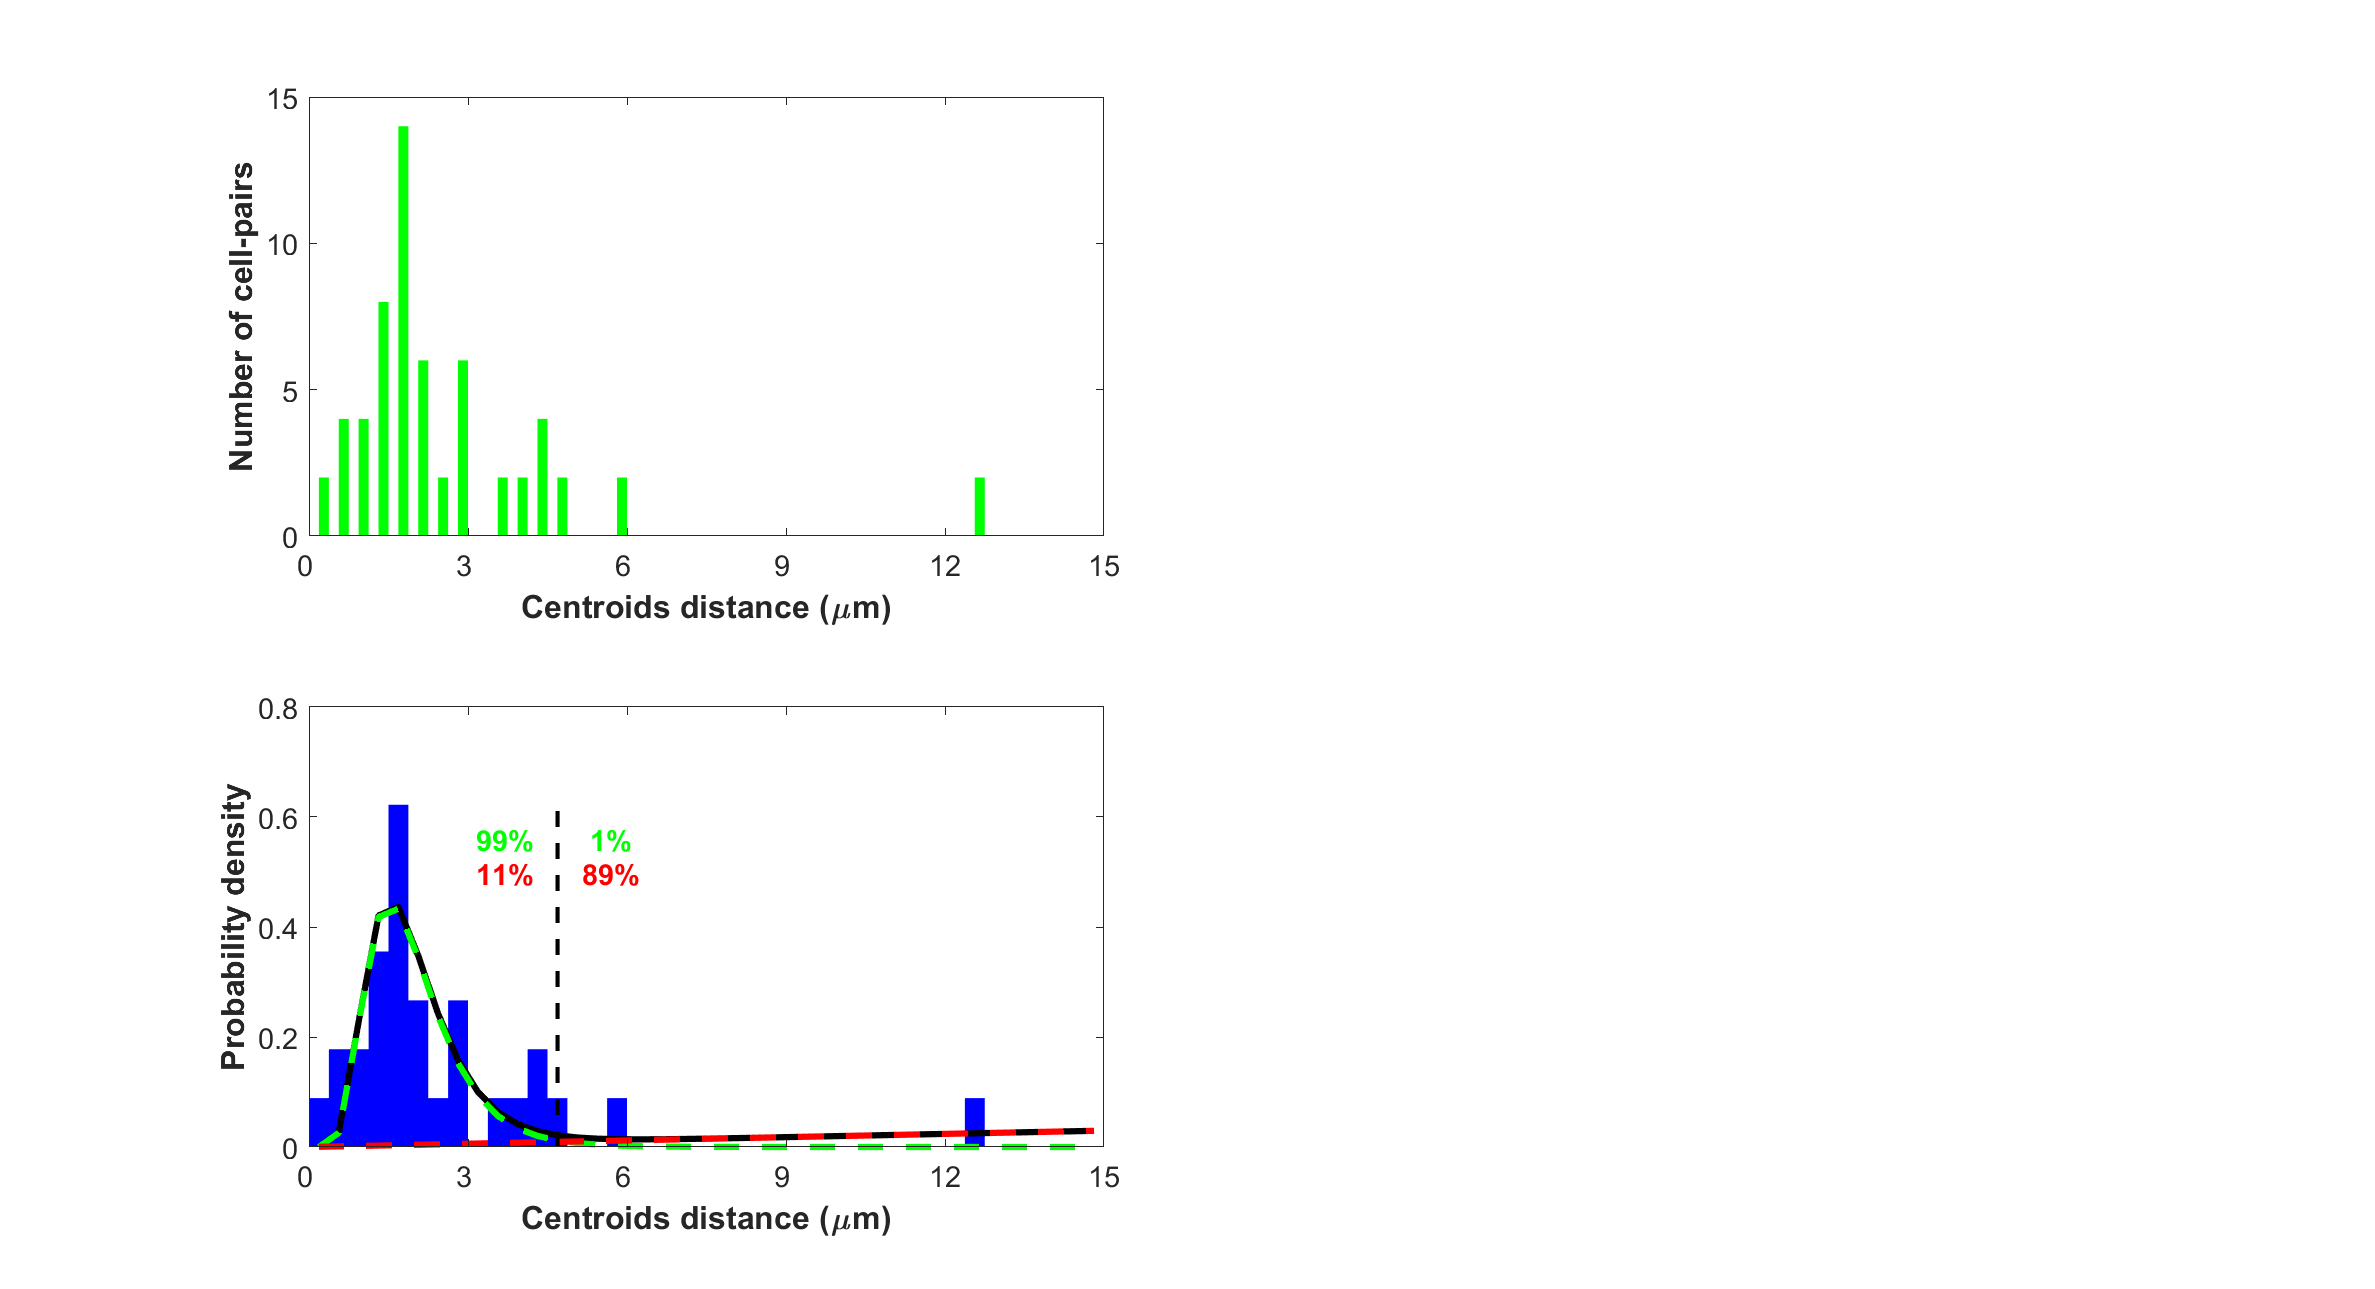 15
10
5
0
Number of cell-pairs
0 3 6 9 12 15
Centroids distance (μm)
0.8
0.6
0.4
0.2
0
Probability density
99% 1%
11% 89%
0 3 6 9 12 15
Centroids distance (μm)